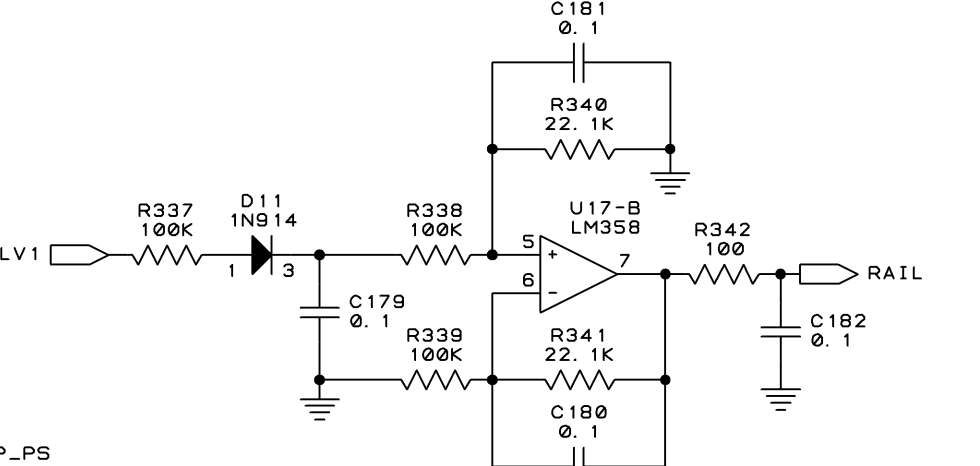 C181
0.1
R340
22.1K
D11
1N914
R337
100K
R338
100K
U17-B
LM358
R342
100
LV1
1
3
5
+
6
-
7
RAIL
C179
0.1
R339
100K
R341
22.1K
C182
0.1
C180
0.1
P_PS